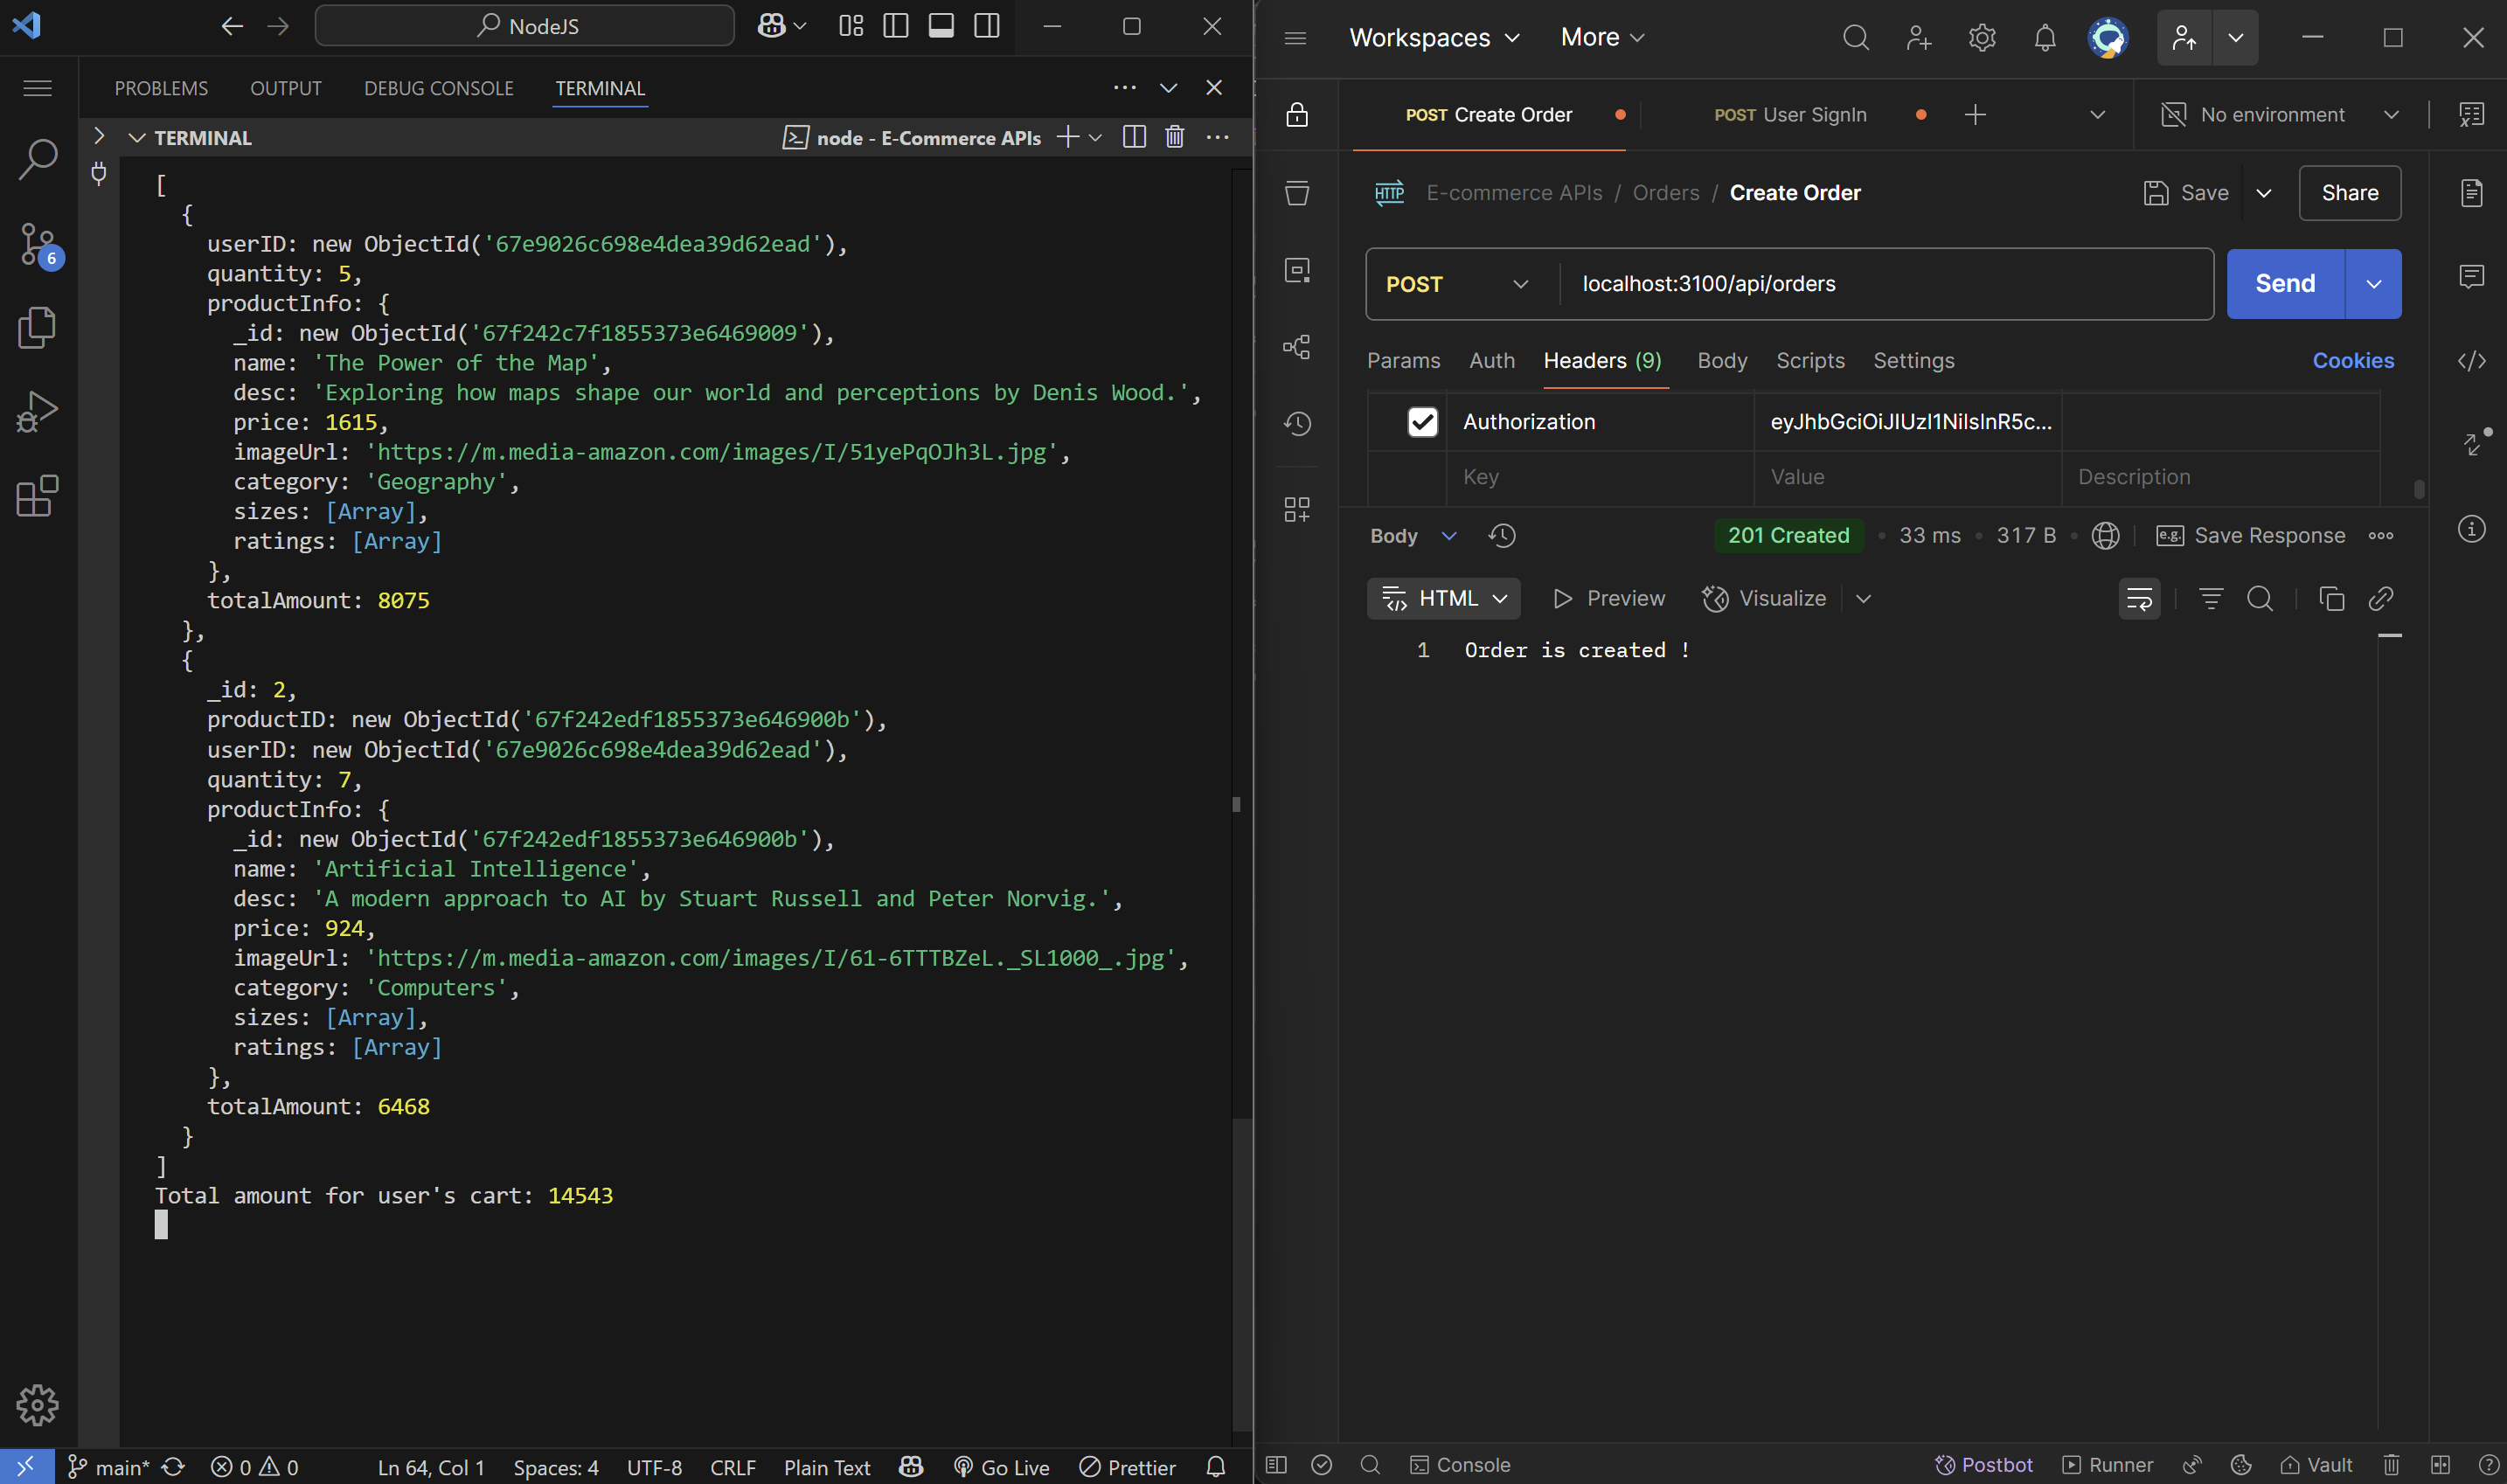 NodeJS
PROBLEMS OUTPUT DEBUG CONSOLE TERMINAL
TERMINAL
node - E-Commerce APIs
6
[
{
userID: new ObjectId('67e9026c698e4dea39d62ead'),
quantity: 5,
productInfo: {
_id: new ObjectId('67f242c7f1855373e6469009'),
name: 'The Power of the Map',
desc: 'Exploring how maps shape our world and perceptions by Denis Wood.',
price: 1615,
imageUrl: 'https://m.media-amazon.com/images/I/51yePqOJh3L.jpg',
category: 'Geography',
sizes: [Array],
ratings: [Array]
},
totalAmount: 8075
},
{
_id: 2,
productID: new ObjectId('67f242edf1855373e646900b'),
userID: new ObjectId('67e9026c698e4dea39d62ead'),
quantity: 7,
productInfo: {
_id: new ObjectId('67f242edf1855373e646900b'),
name: 'Artificial Intelligence',
desc: 'A modern approach to AI by Stuart Russell and Peter Norvig.',
price: 924,
imageUrl: 'https://m.media-amazon.com/images/I/61-6TTTBZeL._SL1000_.jpg',
category: 'Computers',
sizes: [Array],
ratings: [Array]
},
totalAmount: 6468
}
]
Total amount for user's cart: 14543
main* 0 0 Ln 64, Col 1 Spaces: 4 UTF-8 CRLF Plain Text Go Live Prettier
Workspaces More
POST Create Order POST User SignIn No environment
HTTP E-commerce APIs / Orders / Create Order Save Share
POST localhost:3100/api/orders Send
Params Auth Headers (9) Body Scripts Settings Cookies
Authorization eyJhbGciOiJIUzI1NiIsInR5c...
Key Value Description
Body 201 Created • 33 ms • 317 B • e.g. Save Response
HTML Preview Visualize
1 Order is created !
Console Postbot Runner Vault